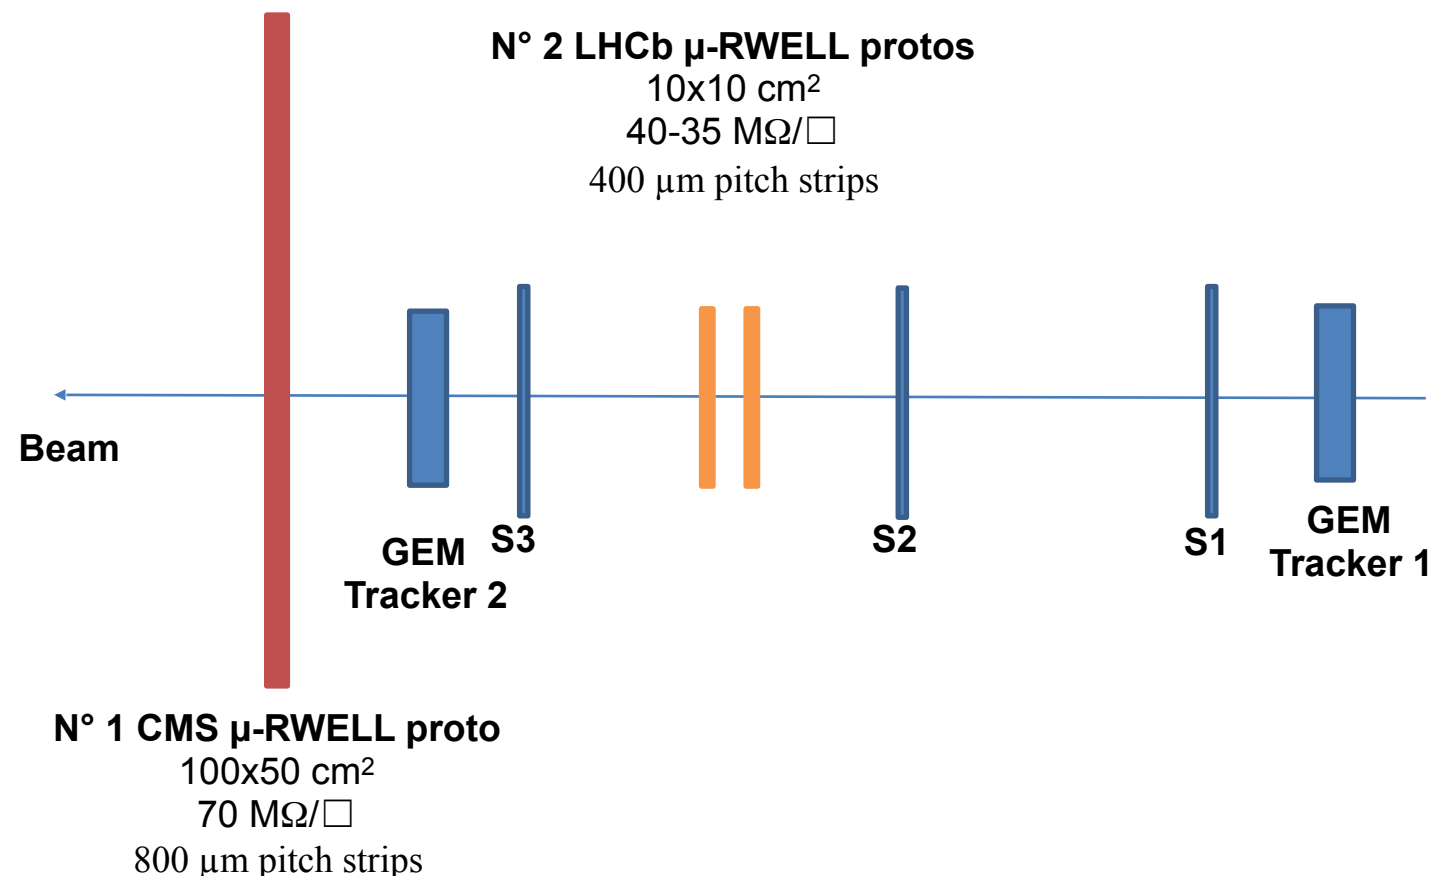 N° 2 LHCb µ-RWELL protos
10x10 cm²
40-35 MΩ/□
400 µm pitch strips
Beam
GEM
Tracker 2
S3
S2
S1
GEM
Tracker 1
N° 1 CMS µ-RWELL proto
100x50 cm²
70 MΩ/□
800 µm pitch strips